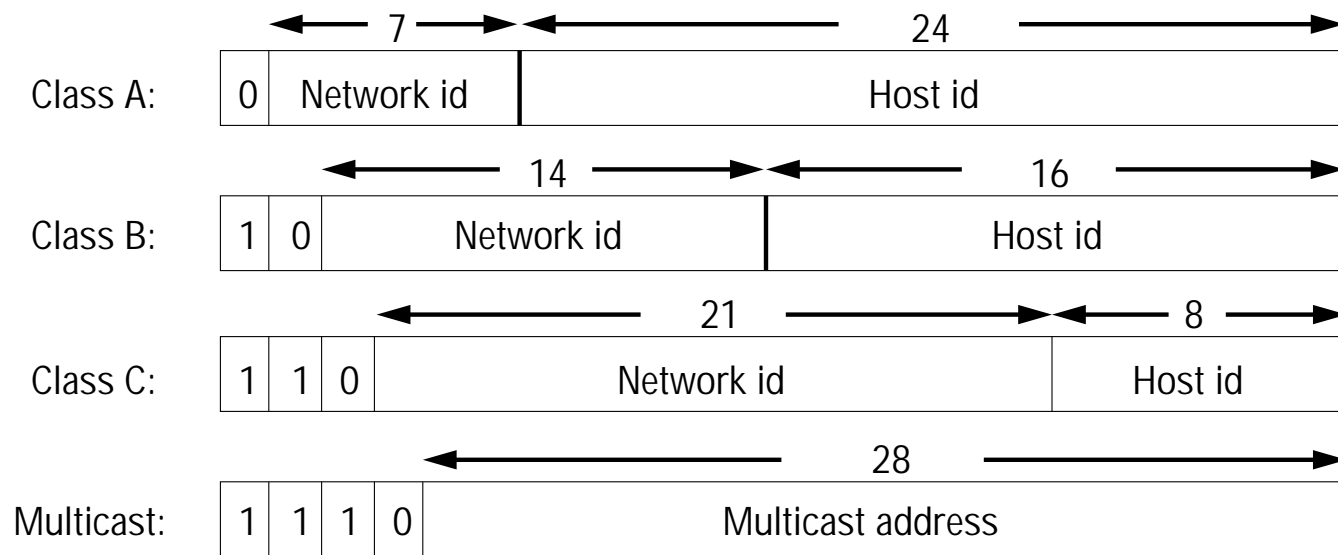 7 24
Class A: 0 Network id Host id
14 16
Class B: 1 0 Network id Host id
21 8
Class C: 1 1 0 Network id Host id
28
Multicast: 1 1 1 0 Multicast address